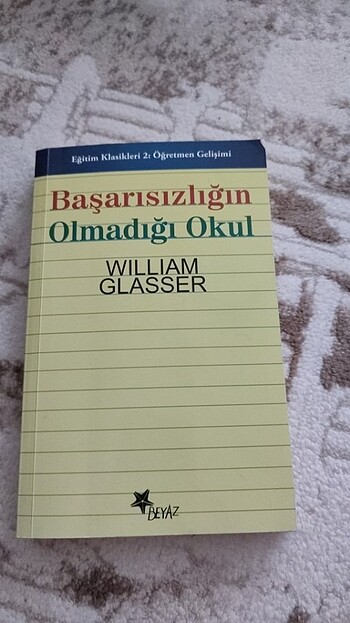 Eğitim Klasikleri 2: Öğretmen Gelişimi
Başarısızlığın
Olmadığı Okul
WILLIAM
GLASSER
BEYAZ